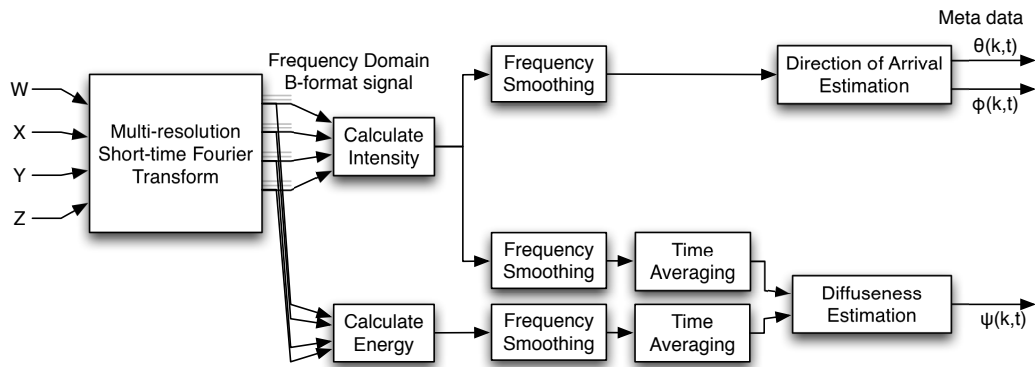 Meta data
Frequency Domain
B-format signal
W
X
Y
Z
Multi-resolution
Short-time Fourier
Transform
Calculate
Intensity
Frequency
Smoothing
Direction of Arrival
Estimation
θ(k,t)
φ(k,t)
Frequency
Smoothing
Time
Averaging
Calculate
Energy
Frequency
Smoothing
Time
Averaging
Diffuseness
Estimation
ψ(k,t)